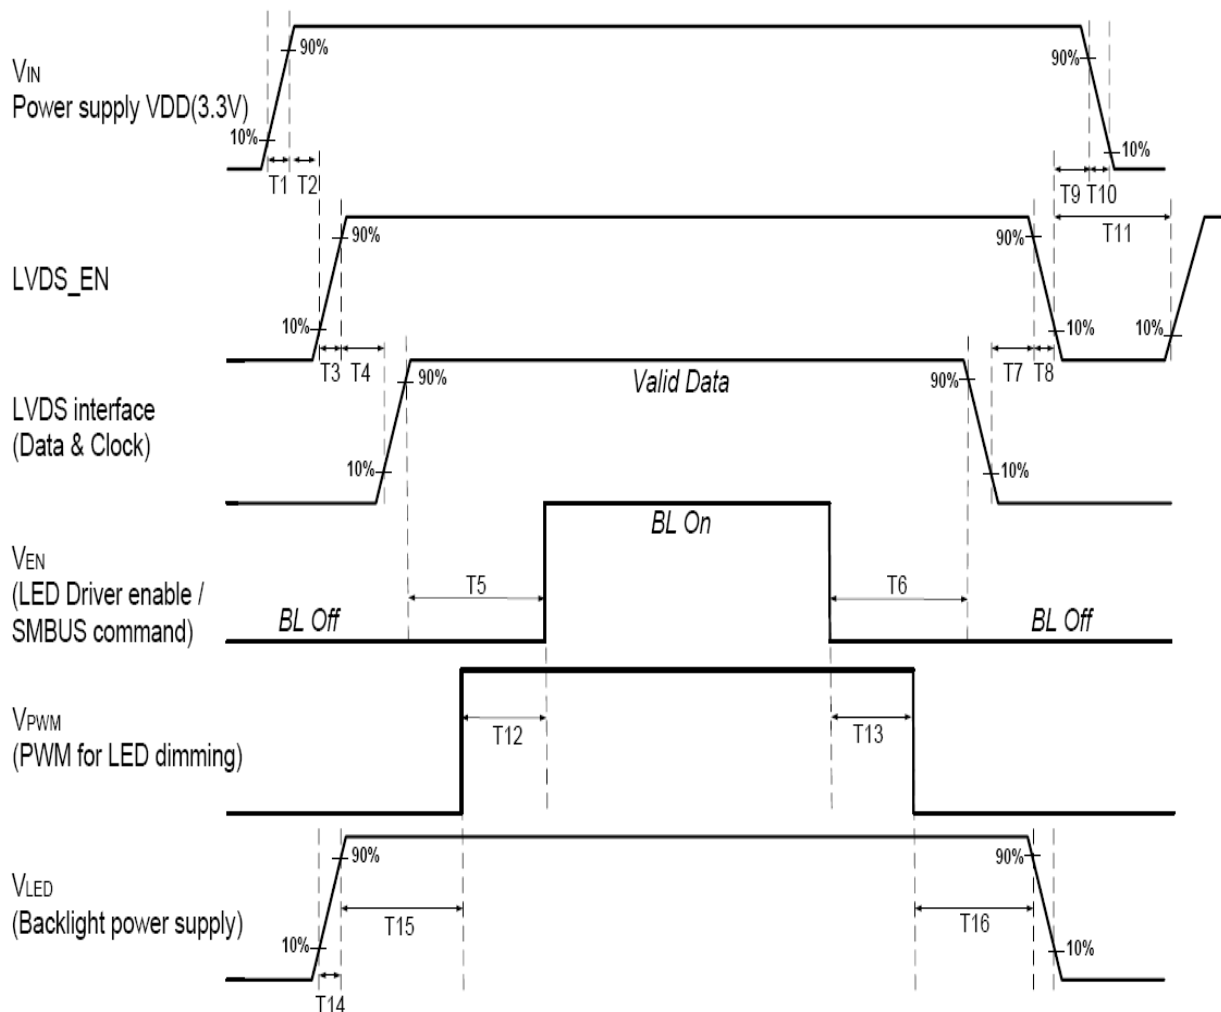 90%
90%
VIN
Power supply VDD(3.3V)
10%
10%
T1 T2
T9 T10
T11
90%
90%
LVDS_EN
10%
10%
10%
T3 T4
T7 T8
90%
Valid Data
90%
LVDS interface
(Data & Clock)
10%
10%
BL On
VEN
(LED Driver enable /
SMBUS command)
T5
T6
BL Off
BL Off
VPWM
(PWM for LED dimming)
T12
T13
90%
90%
VLED
(Backlight power supply)
T15
T16
10%
10%
T14